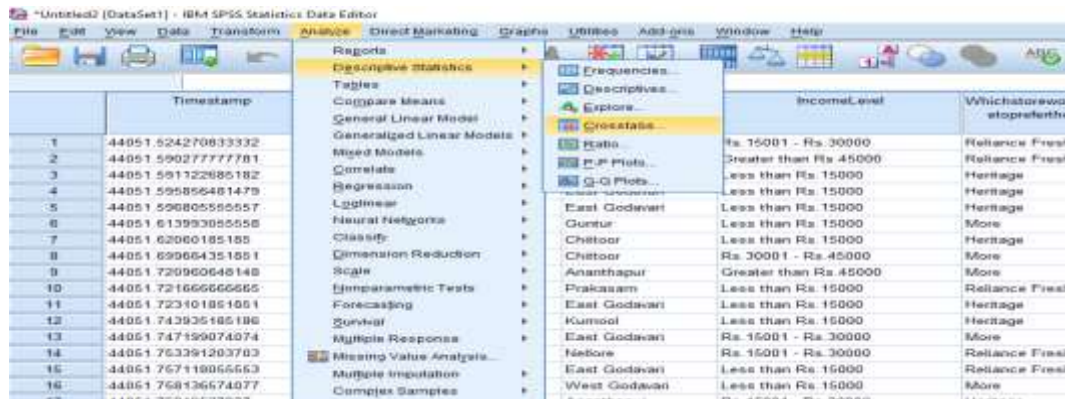 *Untitled2 [DataSet1] - IBM SPSS Statistics Data Editor
File Edit View Data Transform Analyze Direct Marketing Graphs Utilities Add-ons Window Help
Reports
Descriptive Statistics
Tables
Compare Means
General Linear Model
Generalized Linear Models
Mixed Models
Correlate
Regression
Loglinear
Neural Networks
Classify
Dimension Reduction
Scale
Nonparametric Tests
Forecasting
Survival
Multiple Response
Missing Value Analysis...
Multiple Imputation
Complex Samples
Frequencies...
Descriptives...
Explore...
Crosstabs...
Ratio...
P-P Plots...
Q-Q Plots...
Timestamp IncomeLevel Whichstorewo
etopreferthe
1 44051.524270833332 Rs. 15001 - Rs. 30000 Reliance Fres
2 44051.590277777781 Greater than Rs 45000 Reliance Fres
3 44051.591122685182 Less than Rs. 15000 Heritage
4 44051.595856481479 East Godavari Less than Rs. 15000 Heritage
5 44051.596805555557 East Godavari Less than Rs. 15000 Heritage
6 44051.613993055558 Guntur Less than Rs. 15000 More
7 44051.62060185185 Chittoor Less than Rs. 15000 Heritage
8 44051.699664351851 Chittoor Rs. 30001 - Rs.45000 More
9 44051.720960648148 Ananthapur Greater than Rs.45000 More
10 44051.721666666665 Prakasam Less than Rs. 15000 Reliance Fresl
11 44051.723101851851 East Godavari Less than Rs. 15000 Heritage
12 44051.743935185186 Kurnool Less than Rs. 15000 Heritage
13 44051.747199074074 East Godavari Rs. 15001 - Rs. 30000 More
14 44051.753391203703 Nellore Rs. 15001 - Rs. 30000 Reliance Fresl
15 44051.757118055553 East Godavari Less than Rs. 15000 Reliance Fresl
16 44051.768136574077 West Godavari Less than Rs. 15000 More